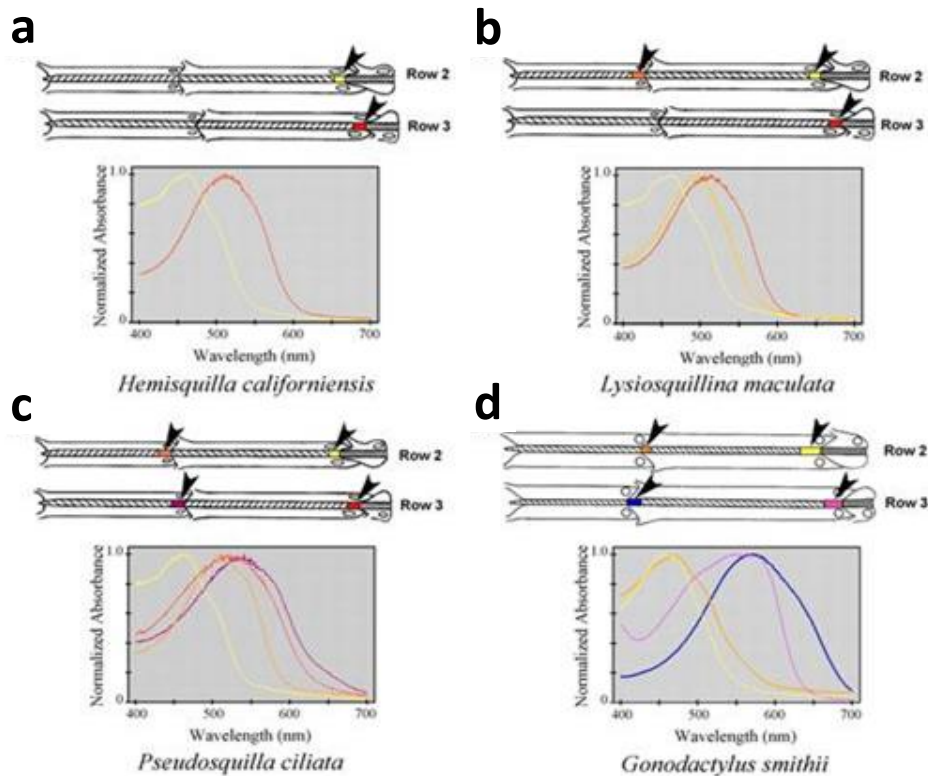 a
Row 2
Row 3
1.0
Normalized Absorbance
0
400 500 600 700
Wavelength (nm)
Hemisquilla californiensis
b
Row 2
Row 3
1.0
Normalized Absorbance
0
400 500 600 700
Wavelength (nm)
Lysiosquillina maculata
c
Row 2
Row 3
1.0
Normalized Absorbance
0
400 500 600 700
Wavelength (nm)
Pseudosquilla ciliata
d
Row 2
Row 3
1.0
Normalized Absorbance
0
400 500 600 700
Wavelength (nm)
Gonodactylus smithii